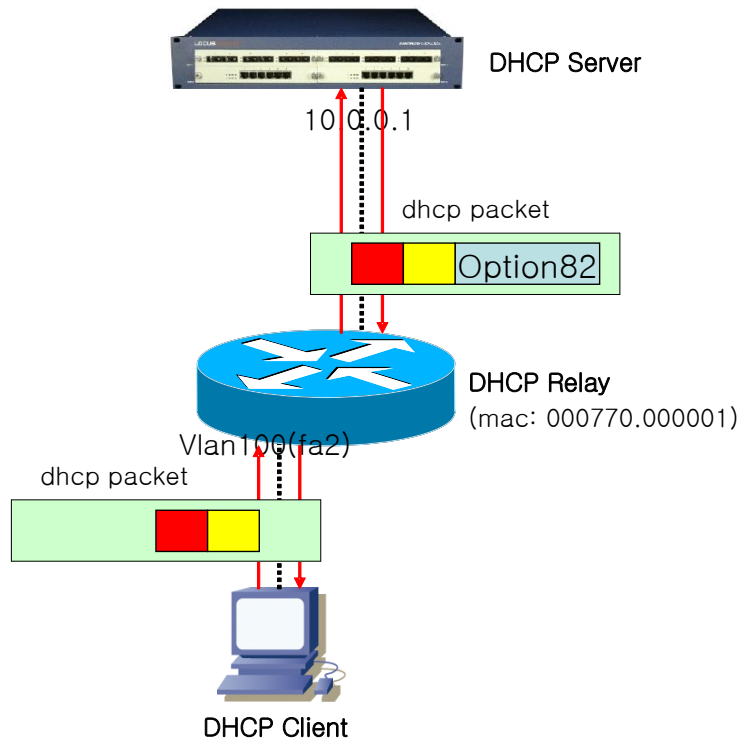 DHCP Server
10.0.0.1
dhcp packet
Option82
DHCP Relay
(mac: 000770.000001)
Vlan100(fa2)
dhcp packet
DHCP Client